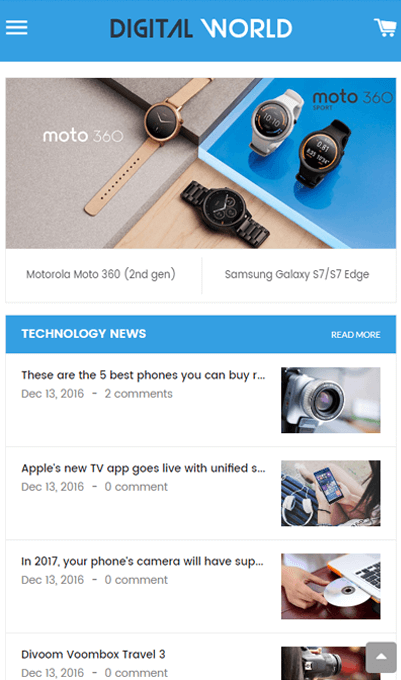 DIGITAL WORLD
moto 360
moto 360
SPORT
Motorola Moto 360 (2nd gen)
Samsung Galaxy S7/S7 Edge
TECHNOLOGY NEWS
READ MORE
These are the 5 best phones you can buy r...
Dec 13, 2016 - 2 comments
Apple's new TV app goes live with unified s...
Dec 13, 2016 - 0 comment
In 2017, your phone's camera will have sup...
Dec 13, 2016 - 0 comment
Divoom Voombox Travel 3
Dec 13, 2016 - 0 comment